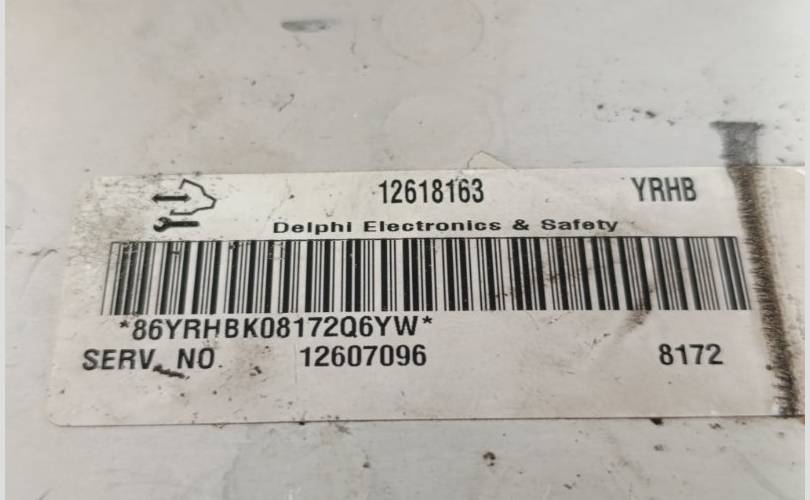 12618163 YRHB
Delphi Electronics & Safety
*86YRHBK08172Q6YW*
SERV. NO. 12607096 8172